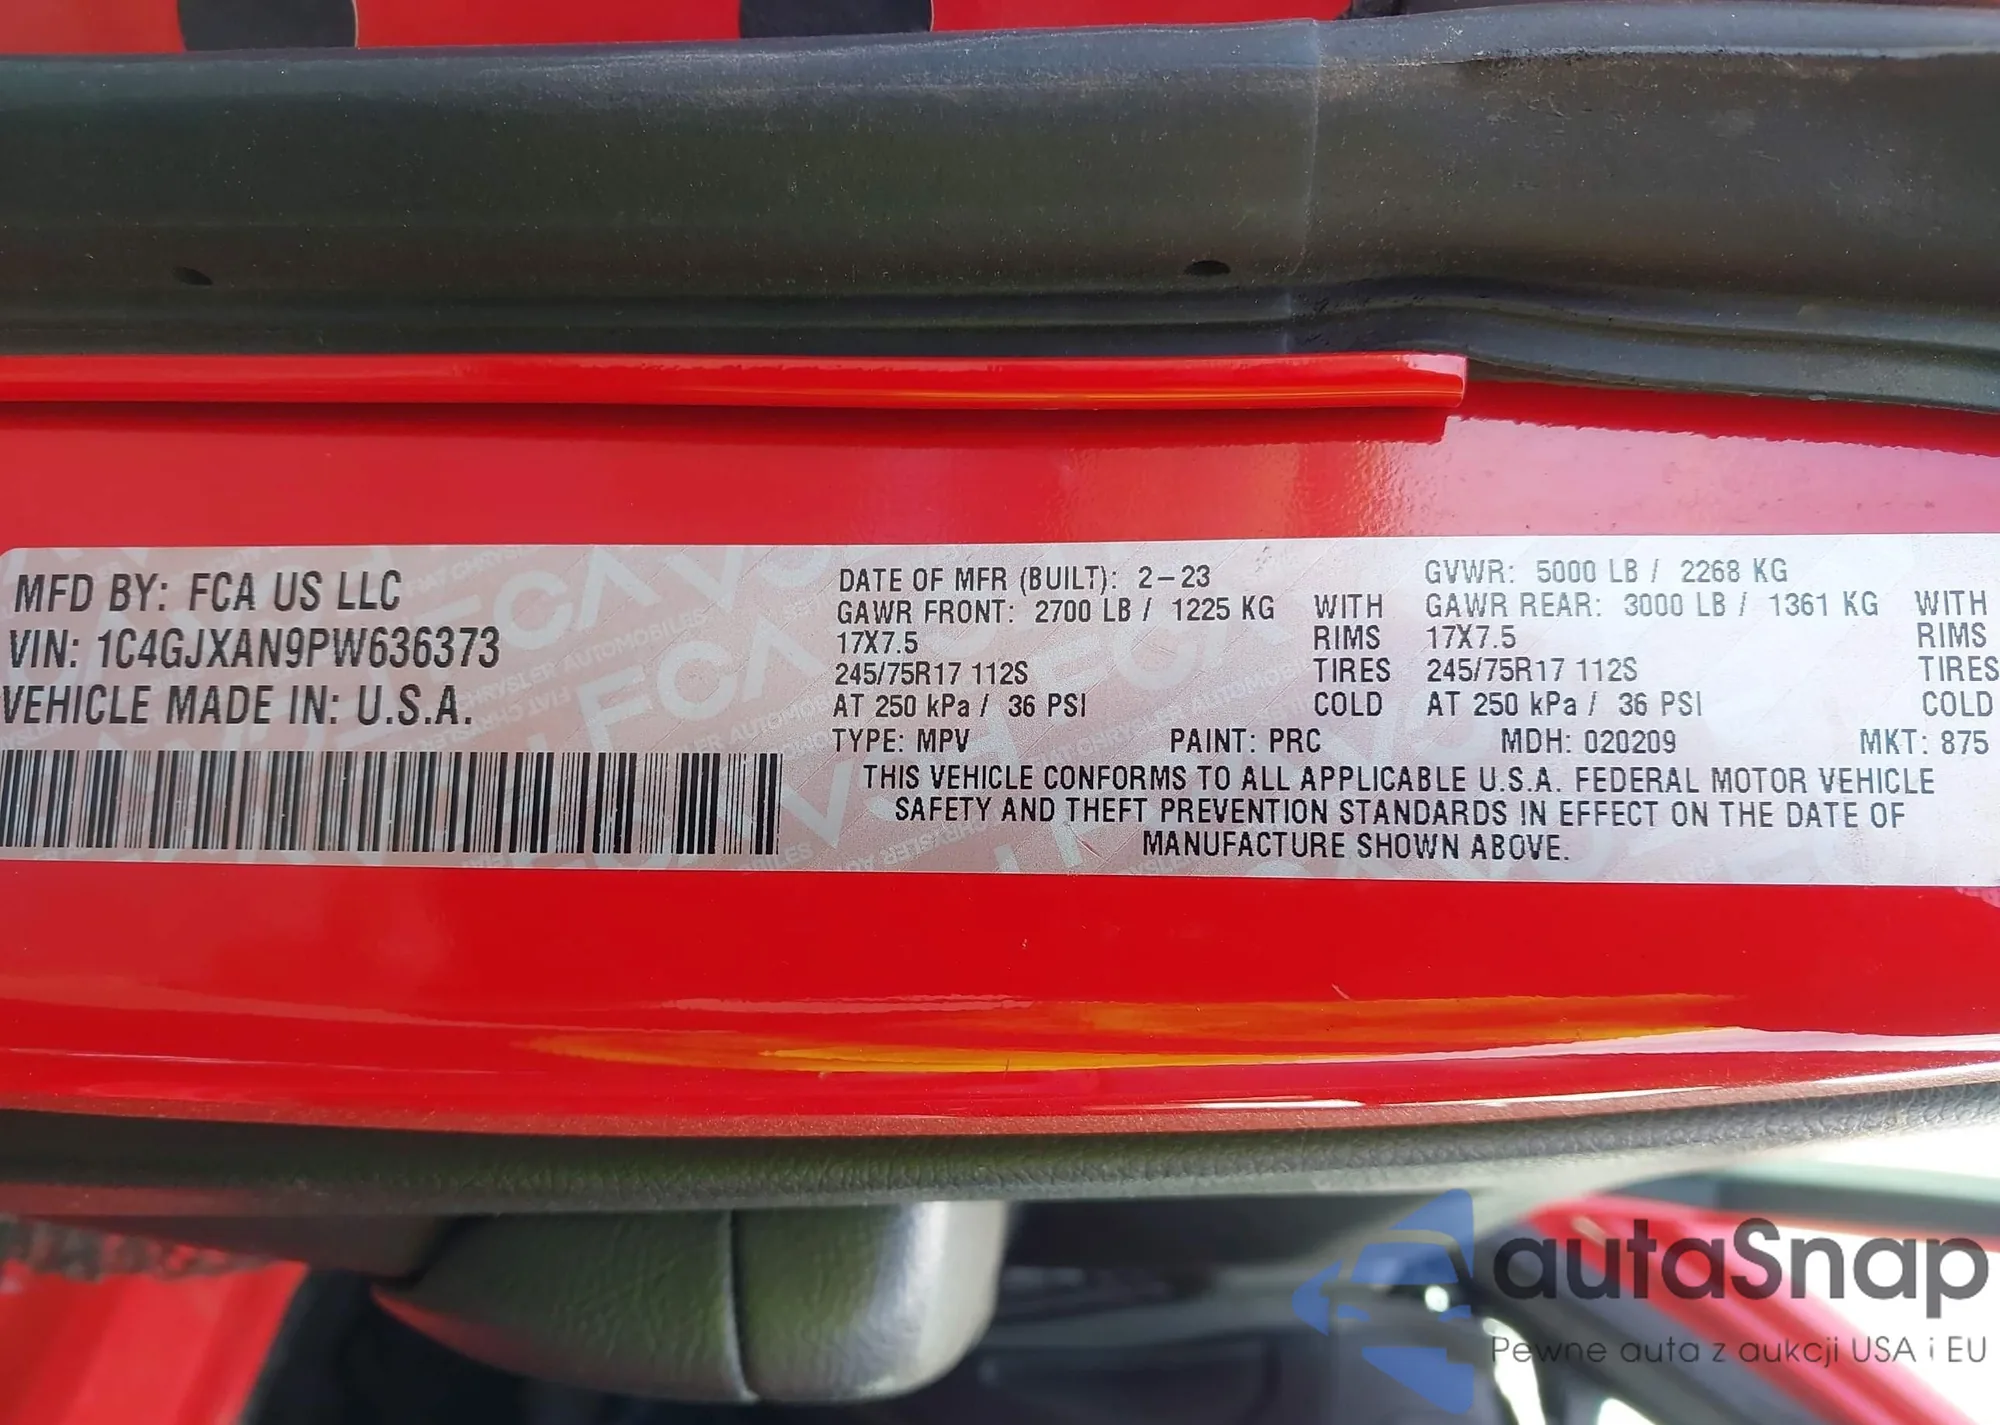 MFD BY: FCA US LLC
VIN: 1C4GJXAN9PW636373
VEHICLE MADE IN: U.S.A.
DATE OF MFR (BUILT): 2-23 GVWR: 5000 LB / 2268 KG
GAWR FRONT: 2700 LB / 1225 KG WITH GAWR REAR: 3000 LB / 1361 KG WITH
17X7.5 RIMS 17X7.5 RIMS
245/75R17 112S TIRES 245/75R17 112S TIRES
AT 250 kPa / 36 PSI COLD AT 250 kPa / 36 PSI COLD
TYPE: MPV PAINT: PRC MDH: 020209 MKT: 875
THIS VEHICLE CONFORMS TO ALL APPLICABLE U.S.A. FEDERAL MOTOR VEHICLE
SAFETY AND THEFT PREVENTION STANDARDS IN EFFECT ON THE DATE OF
MANUFACTURE SHOWN ABOVE.
autaSnap
Pewne auta z aukcji USA i EU